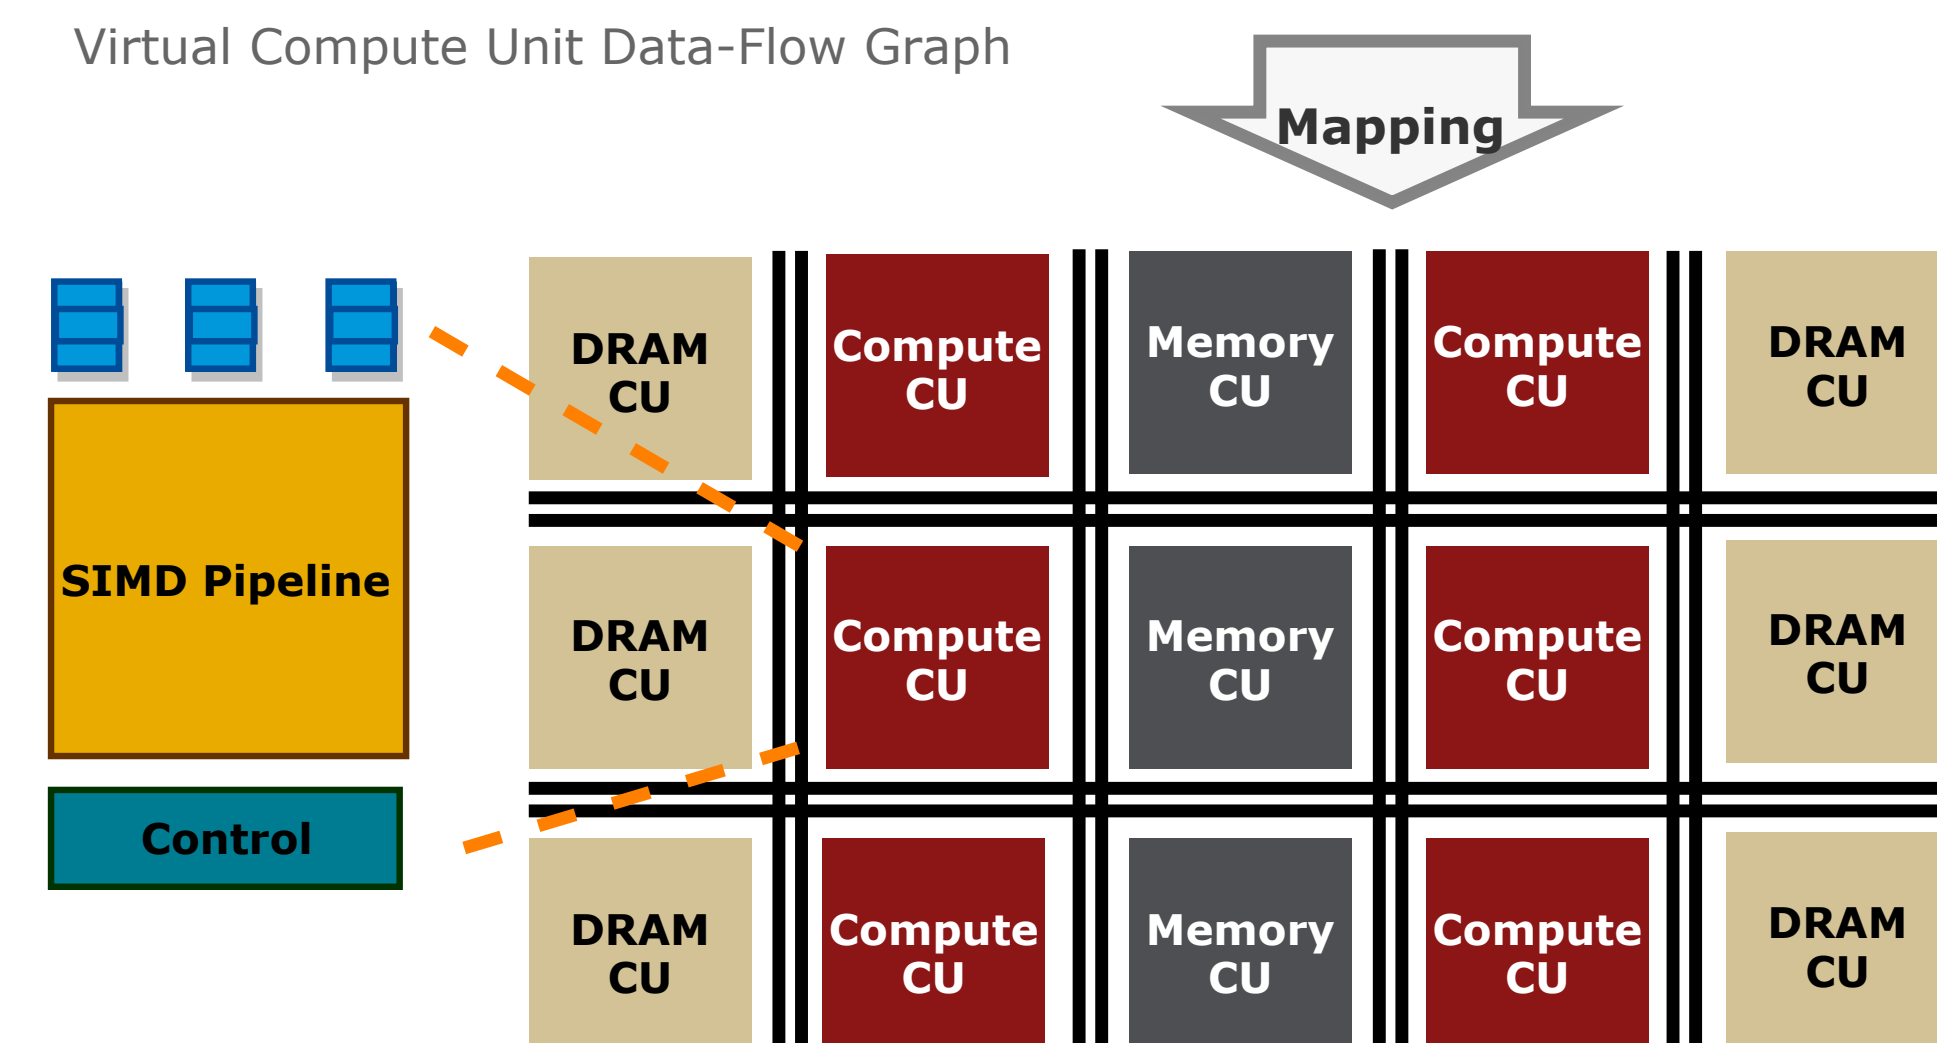 Virtual Compute Unit Data-Flow Graph
Mapping
SIMD Pipeline
Control
DRAM
CU
Compute
CU
Memory
CU
Compute
CU
DRAM
CU
DRAM
CU
Compute
CU
Memory
CU
Compute
CU
DRAM
CU
DRAM
CU
Compute
CU
Memory
CU
Compute
CU
DRAM
CU